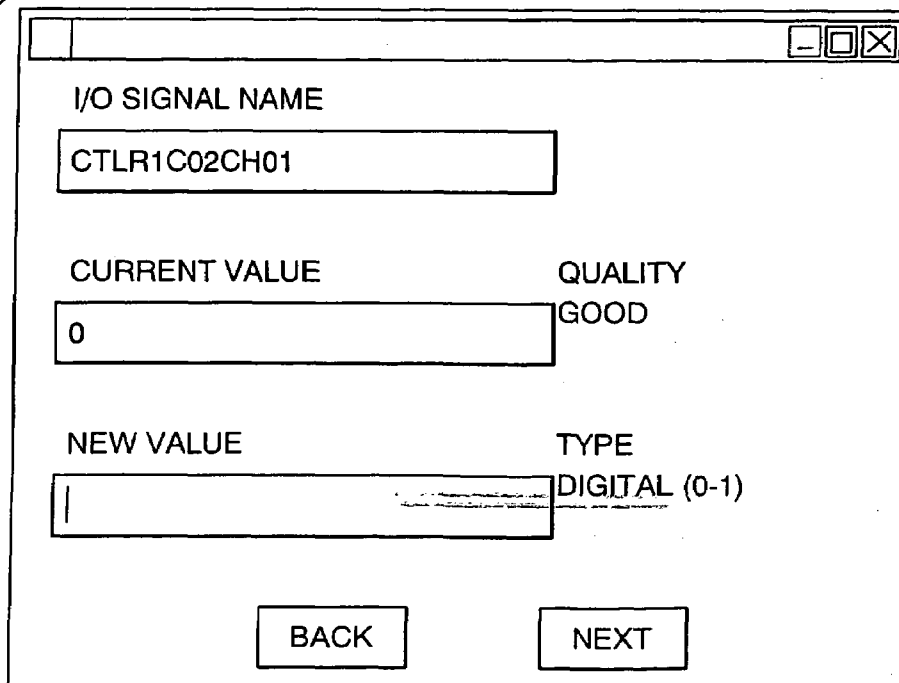 I/O SIGNAL NAME
CTLR1C02CH01
CURRENT VALUE
QUALITY
0
GOOD
NEW VALUE
TYPE
DIGITAL (0-1)
BACK
NEXT